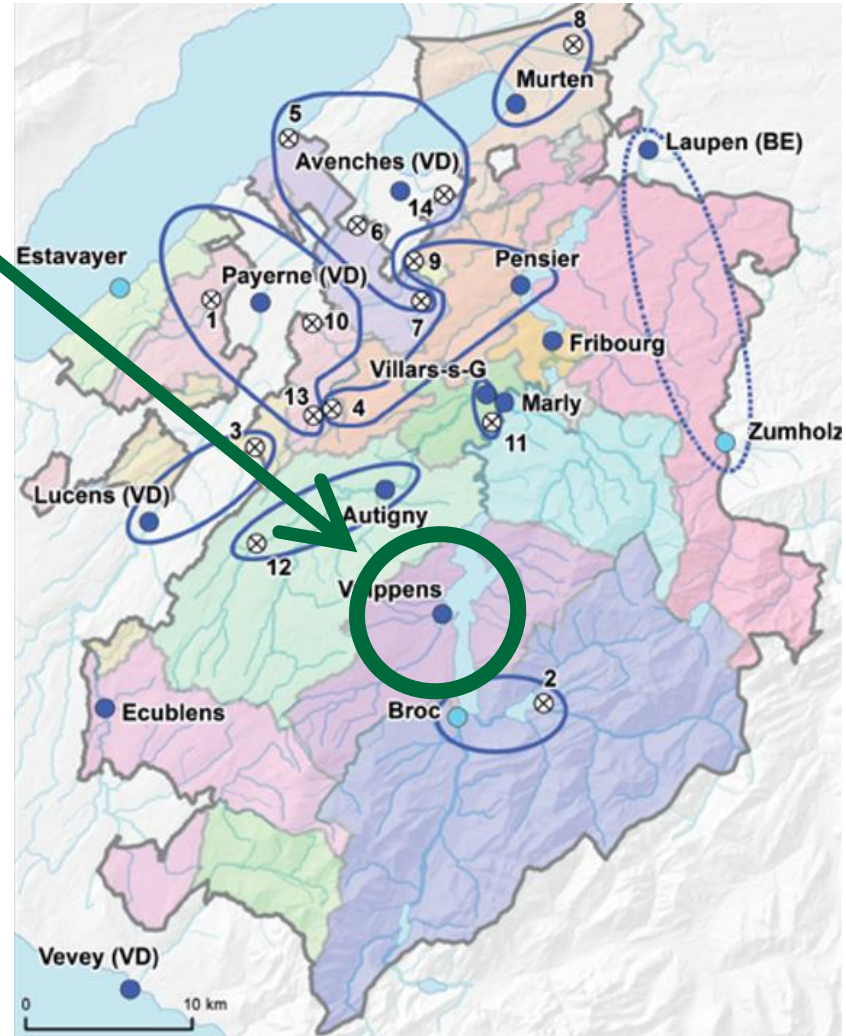 8
Murten
5
Avenches (VD)
14
Laupen (BE)
6
Estavayer
9
Payerne (VD)
Pensier
1
10
7
Fribourg
Villars-s-G
13
4
Marly
3
11
Zumholz
Lucens (VD)
Autigny
12
Vuippens
2
Ecublens
Broc
Vevey (VD)
0
10 km